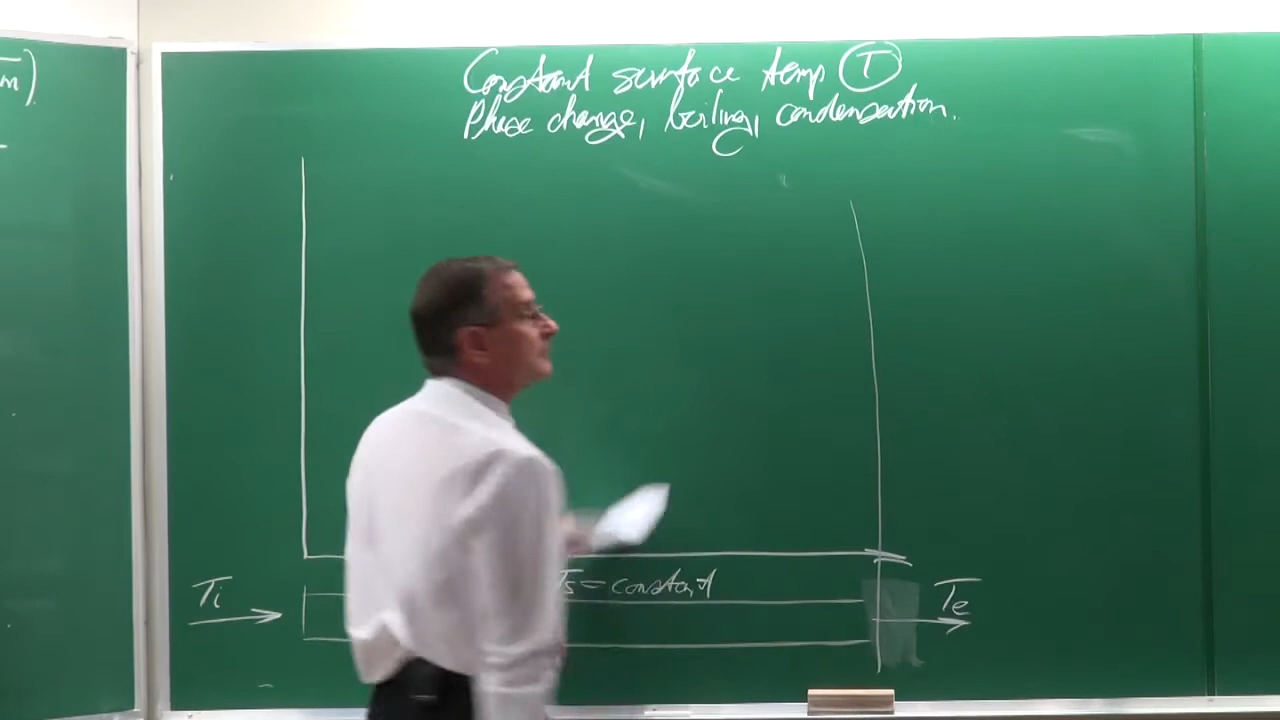 m)
Constant surface temp T
Phase change, boiling, condensation.
Ts = constant
Ti
Te